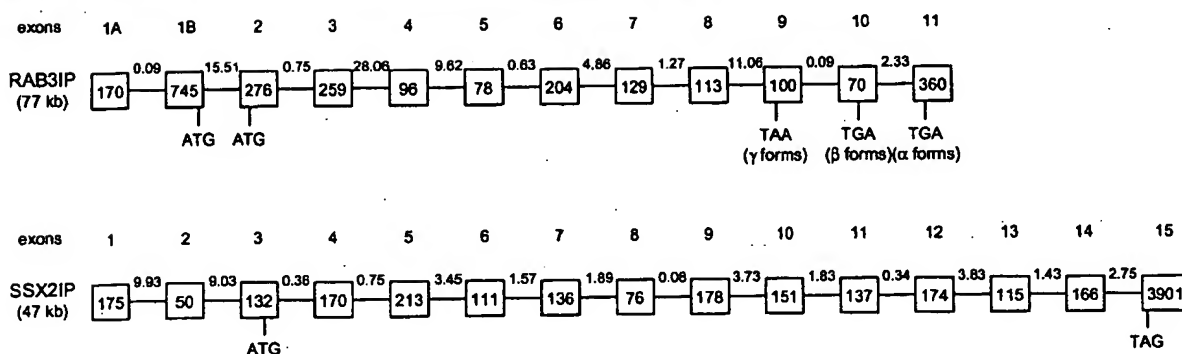 exons 1A 1B 2 3 4 5 6 7 8 9 10 11
0.09 15.51 0.75 28.06 9.62 0.63 4.86 1.27 11.06 0.09 2.33
RAB3IP 170 745 276 259 96 78 204 129 113 100 70 360
(77 kb)
ATG ATG TAA TGA TGA
(γ forms) (β forms)(α forms)
exons 1 2 3 4 5 6 7 8 9 10 11 12 13 14 15
9.93 9.03 0.38 0.75 3.45 1.57 1.89 0.08 3.73 1.83 0.34 3.83 1.43 2.75
SSX2IP 175 50 132 170 213 111 136 76 178 151 137 174 115 166 3901
(47 kb)
ATG TAG